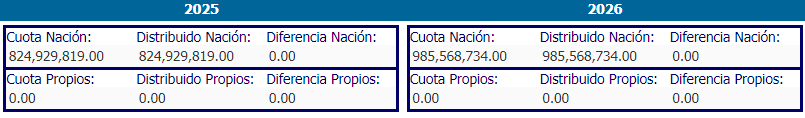 2025 2026
Cuota Nación: Distribuido Nación: Diferencia Nación: Cuota Nación: Distribuido Nación: Diferencia Nación:
824,929,819.00 824,929,819.00 0.00 985,568,734.00 985,568,734.00 0.00
Cuota Propios: Distribuido Propios: Diferencia Propios: Cuota Propios: Distribuido Propios: Diferencia Propios:
0.00 0.00 0.00 0.00 0.00 0.00